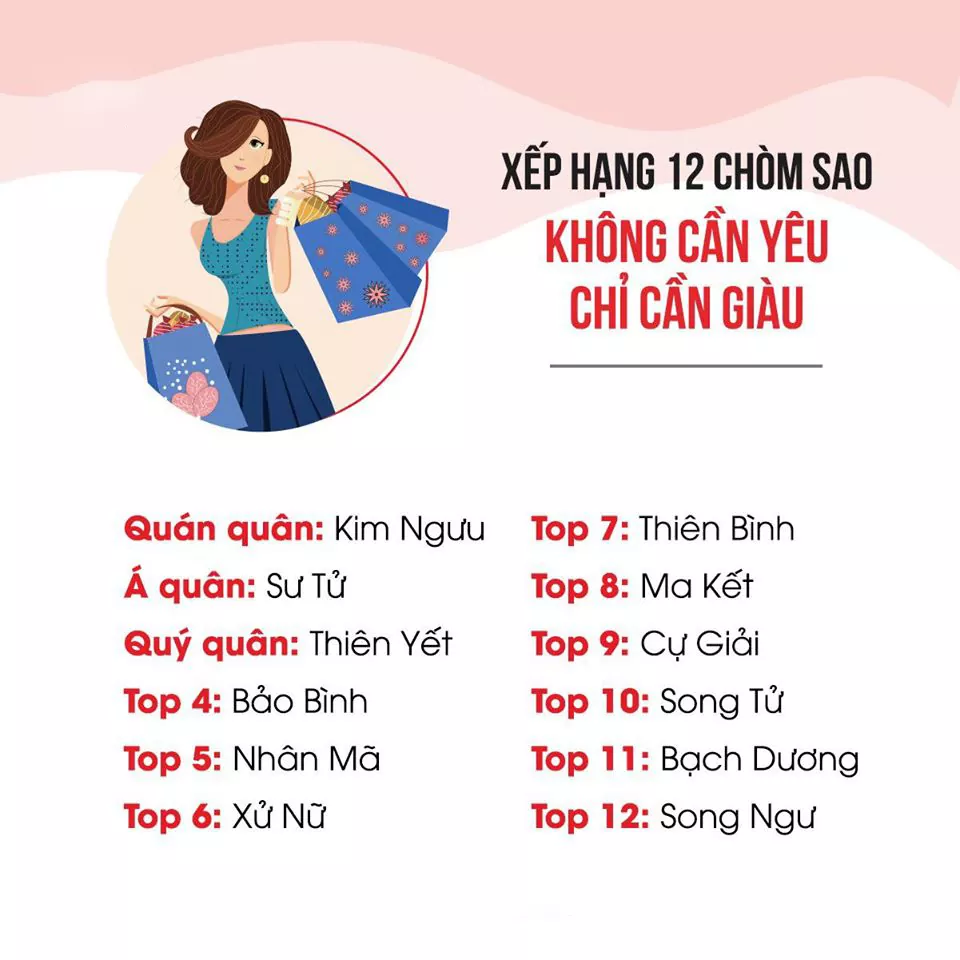 XẾP HẠNG 12 CHÒM SAO
KHÔNG CẦN YÊU
CHỈ CẦN GIÀU
Quán quân: Kim Ngưu
Á quân: Sư Tử
Quý quân: Thiên Yết
Top 4: Bảo Bình
Top 5: Nhân Mã
Top 6: Xử Nữ
Top 7: Thiên Bình
Top 8: Ma Kết
Top 9: Cự Giải
Top 10: Song Tử
Top 11: Bạch Dương
Top 12: Song Ngư